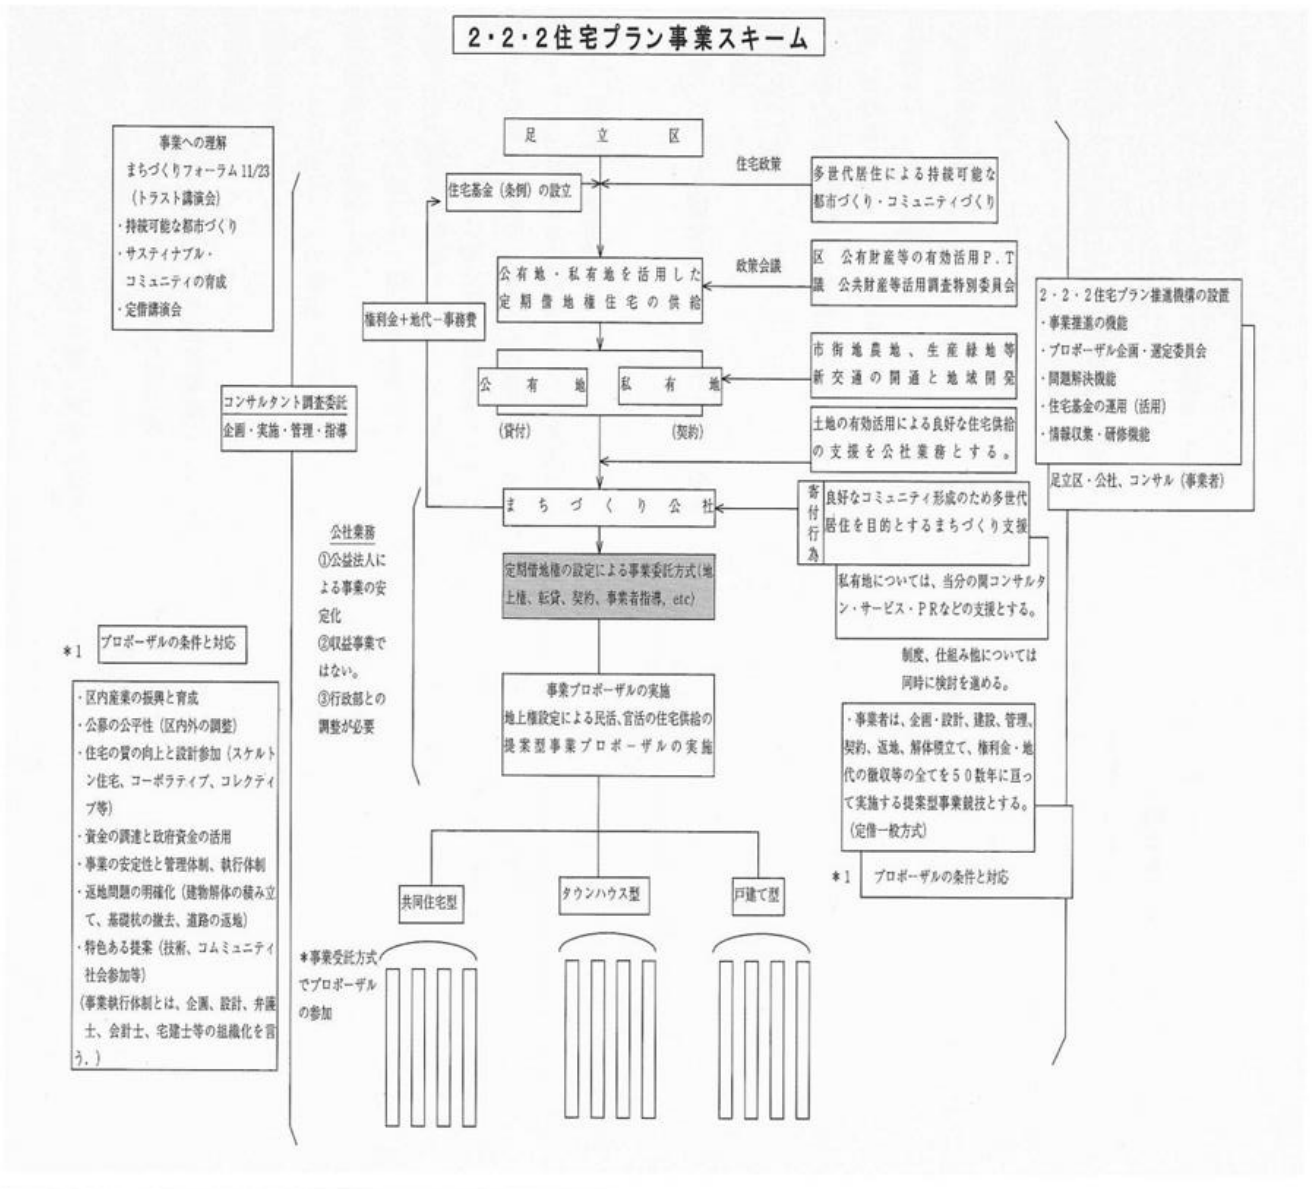 2・2・2住宅プラン事業スキーム
事業への理解
まちづくりフォーラム11/23
(トラスト講演会)
・持続可能な都市づくり
・サスティナブル・
コミュニティの育成
・定借講演会
足立区
住宅基金(条例)の設立
住宅政策
多世代居住による持続可能な
都市づくり・コミュニティづくり
公有地・私有地を活用した
定期借地権住宅の供給
政策会議
区 公有財産等の有効活用P.T
議 公共財産等活用調査特別委員会
権利金+地代-事務費
2・2・2住宅プラン推進機構の設置
・事業推進の機能
・プロポーザル企画・選定委員会
・問題解決機能
・住宅基金の運用(活用)
・情報収集・研修機能
足立区・公社、コンサル(事業者)
公有地
私有地
(貸付)
(契約)
市街地農地、生産緑地等
新交通の開通と地域開発
コンサルタント調査委託
企画・実施・管理・指導
土地の有効活用による良好な住宅供給
の支援を公社業務とする。
まちづくり公社
寄付行為
良好なコミュニティ形成のため多世代
居住を目的とするまちづくり支援
私有地については、当分の間コンサルタ
ン・サービス・PRなどの支援とする。
公社業務
①公益法人に
よる事業の安
定化
②収益事業で
はない。
③行政部との
調整が必要
定期借地権の設定による事業委託方式(地
上権、転貸、契約、事業者指導, etc)
制度、仕組み他については
同時に検討を進める。
事業プロポーザルの実施
地上権設定による民活、官活の住宅供給の
提案型事業プロポーザルの実施
・事業者は、企画・設計、建設、管理、
契約、返地、解体積立て、権利金・地
代の徴収等の全てを50数年に亘っ
て実施する提案型事業競技とする。
(定借一般方式)
*1 プロポーザルの条件と対応
*1 プロポーザルの条件と対応
・区内産業の振興と育成
・公募の公平性(区内外の調整)
・住宅の質の向上と設計参加(スケルト
ン住宅、コーポラティブ、コレクティ
ブ等)
・資金の調達と政府資金の活用
・事業の安定性と管理体制、執行体制
・返地問題の明確化(建物解体の積み立
て、基礎杭の撤去、道路の返地)
・特色ある提案(技術、コムミュニティ
社会参加等)
(事業執行体制とは、企画、設計、弁護
士、会計士、宅建士等の組織化を言
う.)
共同住宅型
タウンハウス型
戸建て型
*事業受託方式
でプロポーザル
の参加